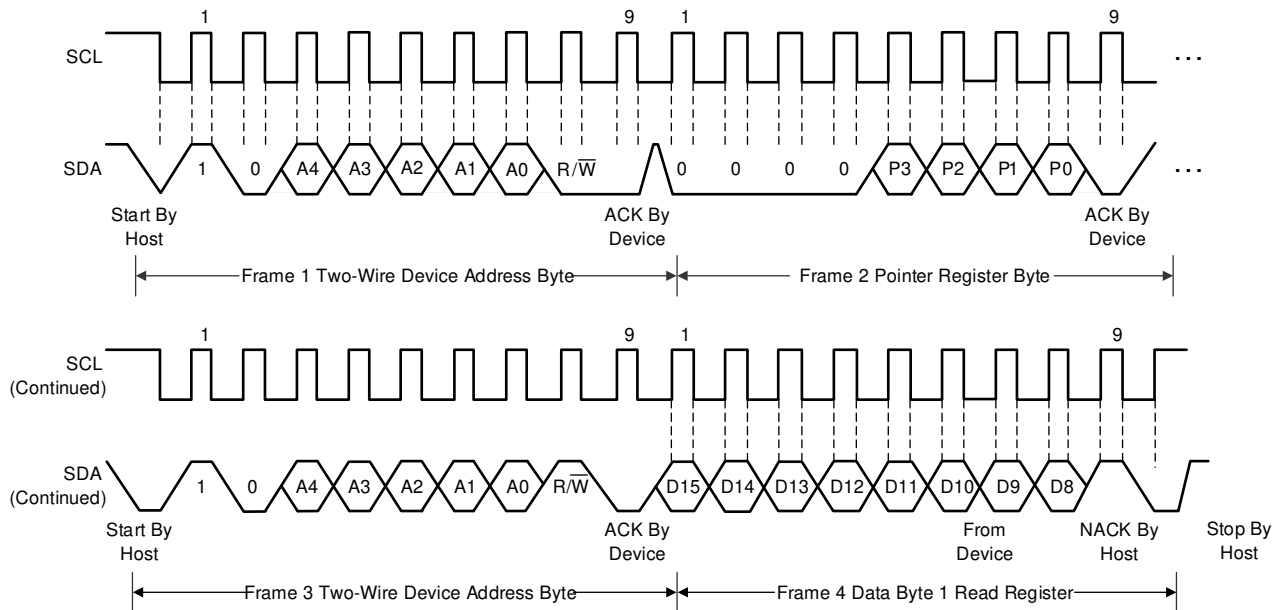 1 9 1 9
SCL ...
SDA 1 0 A4 A3 A2 A1 A0 R/W̅ 0 0 0 0 P3 P2 P1 P0 ...
Start By Host
ACK By Device
ACK By Device
Frame 1 Two-Wire Device Address Byte
Frame 2 Pointer Register Byte
1 9 1 9
SCL
(Continued)
SDA
(Continued)
1 0 A4 A3 A2 A1 A0 R/W̅ D15 D14 D13 D12 D11 D10 D9 D8
Start By Host
ACK By Device
From Device
NACK By Host
Stop By Host
Frame 3 Two-Wire Device Address Byte
Frame 4 Data Byte 1 Read Register